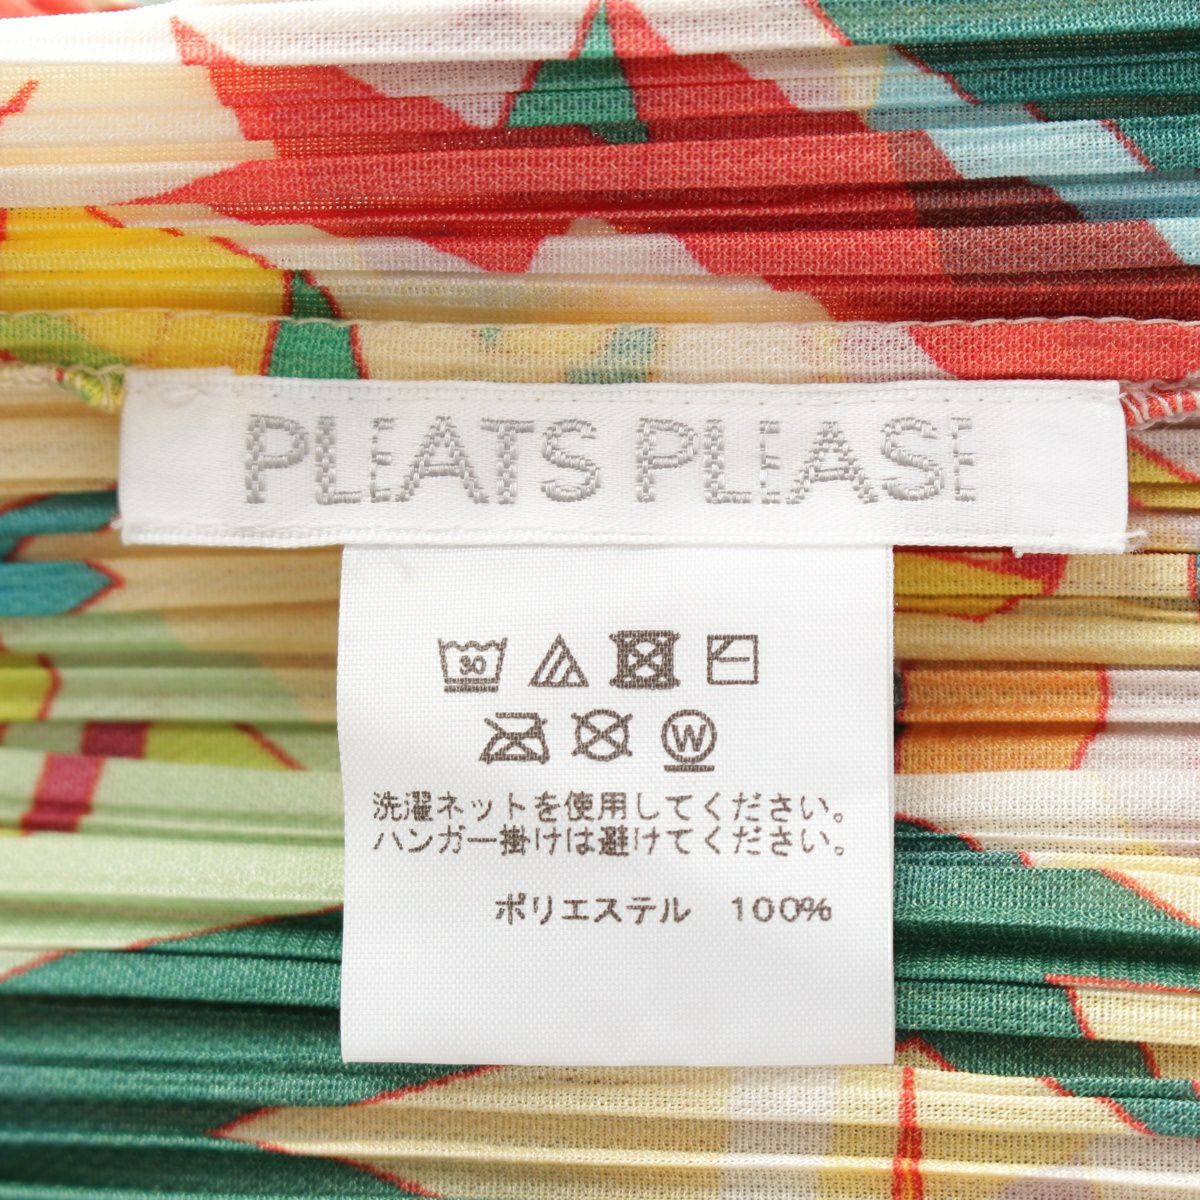 PLEATS PLEASE
30
W
洗濯ネットを使用してください。
ハンガー掛けは避けてください。
ポリエステル 100%